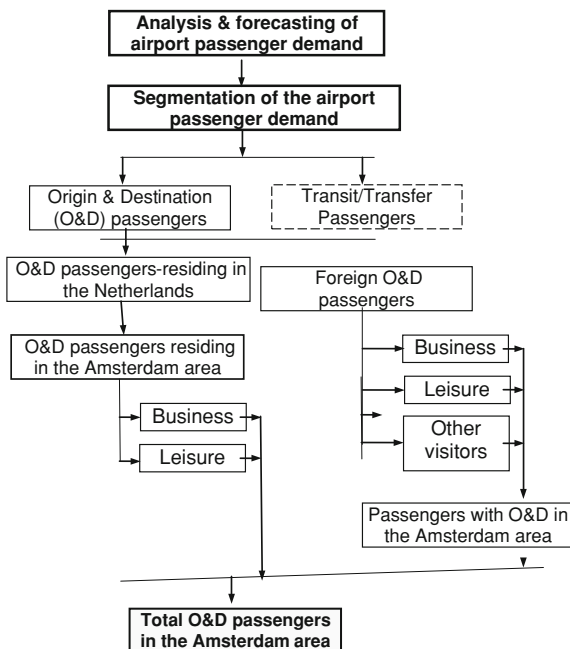 Analysis & forecasting of
airport passenger demand
Segmentation of the airport
passenger demand
Origin & Destination
(O&D) passengers
Transit/Transfer
Passengers
O&D passengers-residing in
the Netherlands
Foreign O&D
passengers
O&D passengers residing
in the Amsterdam area
Business
Leisure
Business
Leisure
Other
visitors
Passengers with O&D in
the Amsterdam area
Total O&D passengers
in the Amsterdam area